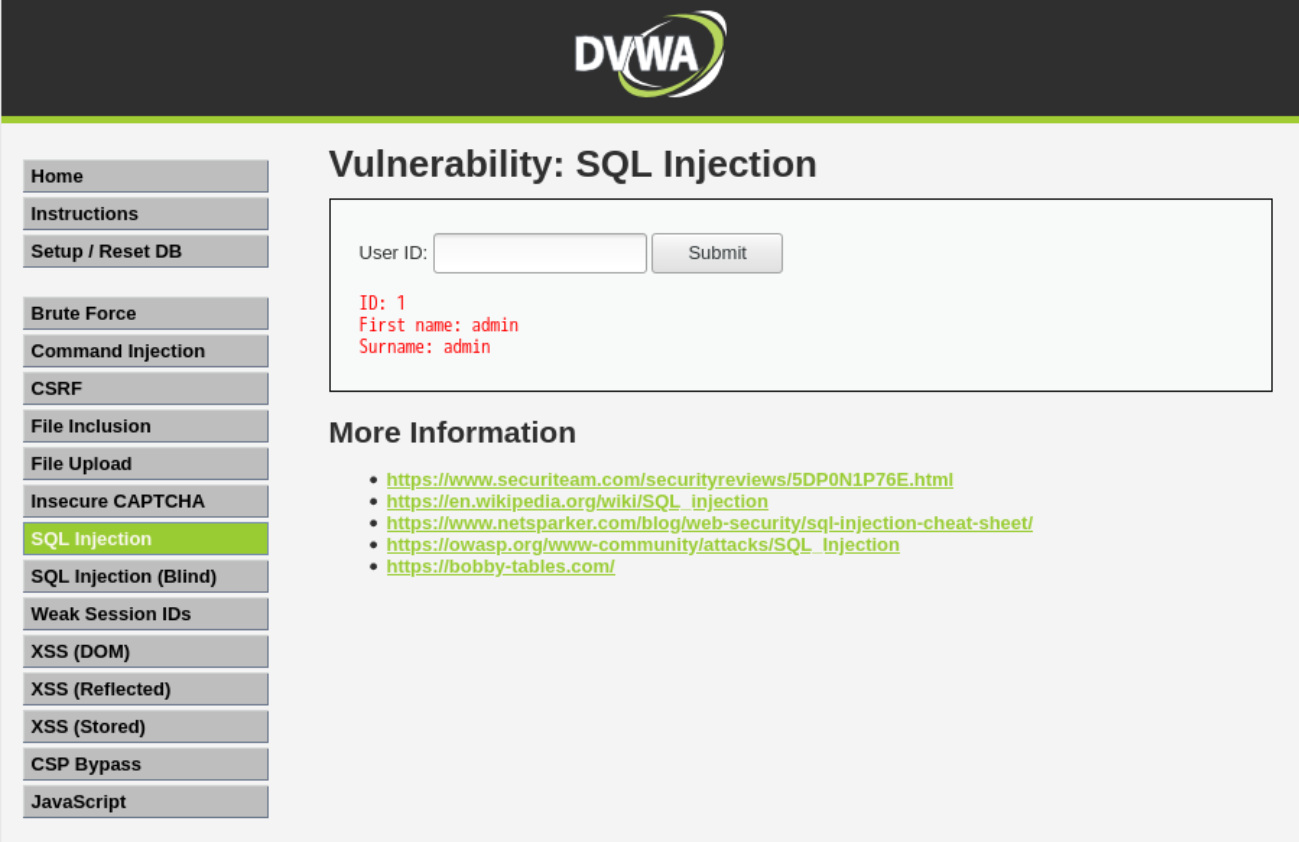 DVWA
Home
Instructions
Setup / Reset DB
Brute Force
Command Injection
CSRF
File Inclusion
File Upload
Insecure CAPTCHA
SQL Injection
SQL Injection (Blind)
Weak Session IDs
XSS (DOM)
XSS (Reflected)
XSS (Stored)
CSP Bypass
JavaScript
Vulnerability: SQL Injection
User ID: Submit
ID: 1
First name: admin
Surname: admin
More Information
https://www.securiteam.com/securityreviews/5DP0N1P76E.html
https://en.wikipedia.org/wiki/SQL_injection
https://www.netsparker.com/blog/web-security/sql-injection-cheat-sheet/
https://owasp.org/www-community/attacks/SQL_Injection
https://bobby-tables.com/